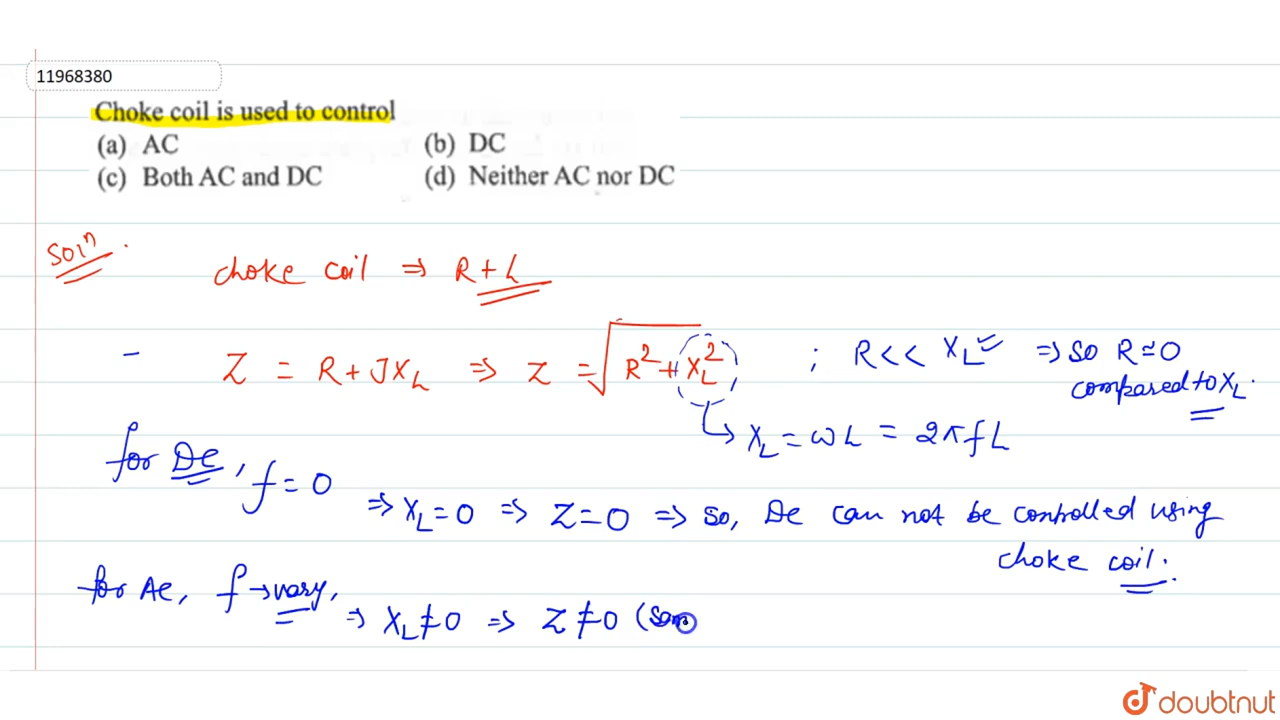 11968380
Choke coil is used to control
(a) AC (b) DC
(c) Both AC and DC (d) Neither AC nor DC
Solⁿ.
choke coil ⇒ R+L
- Z = R+JX_L ⇒ Z = √(R²+X_L²) ; R<<X_L ⇒ so R≃0
compared to X_L.
↳ X_L = ωL = 2πfL
for DC, f=0
⇒ X_L=0 ⇒ Z=0 ⇒ so, DC can not be controlled using
choke coil.
for AC, f→vary,
⇒ X_L≠0 ⇒ Z≠0 (som
doubtnut